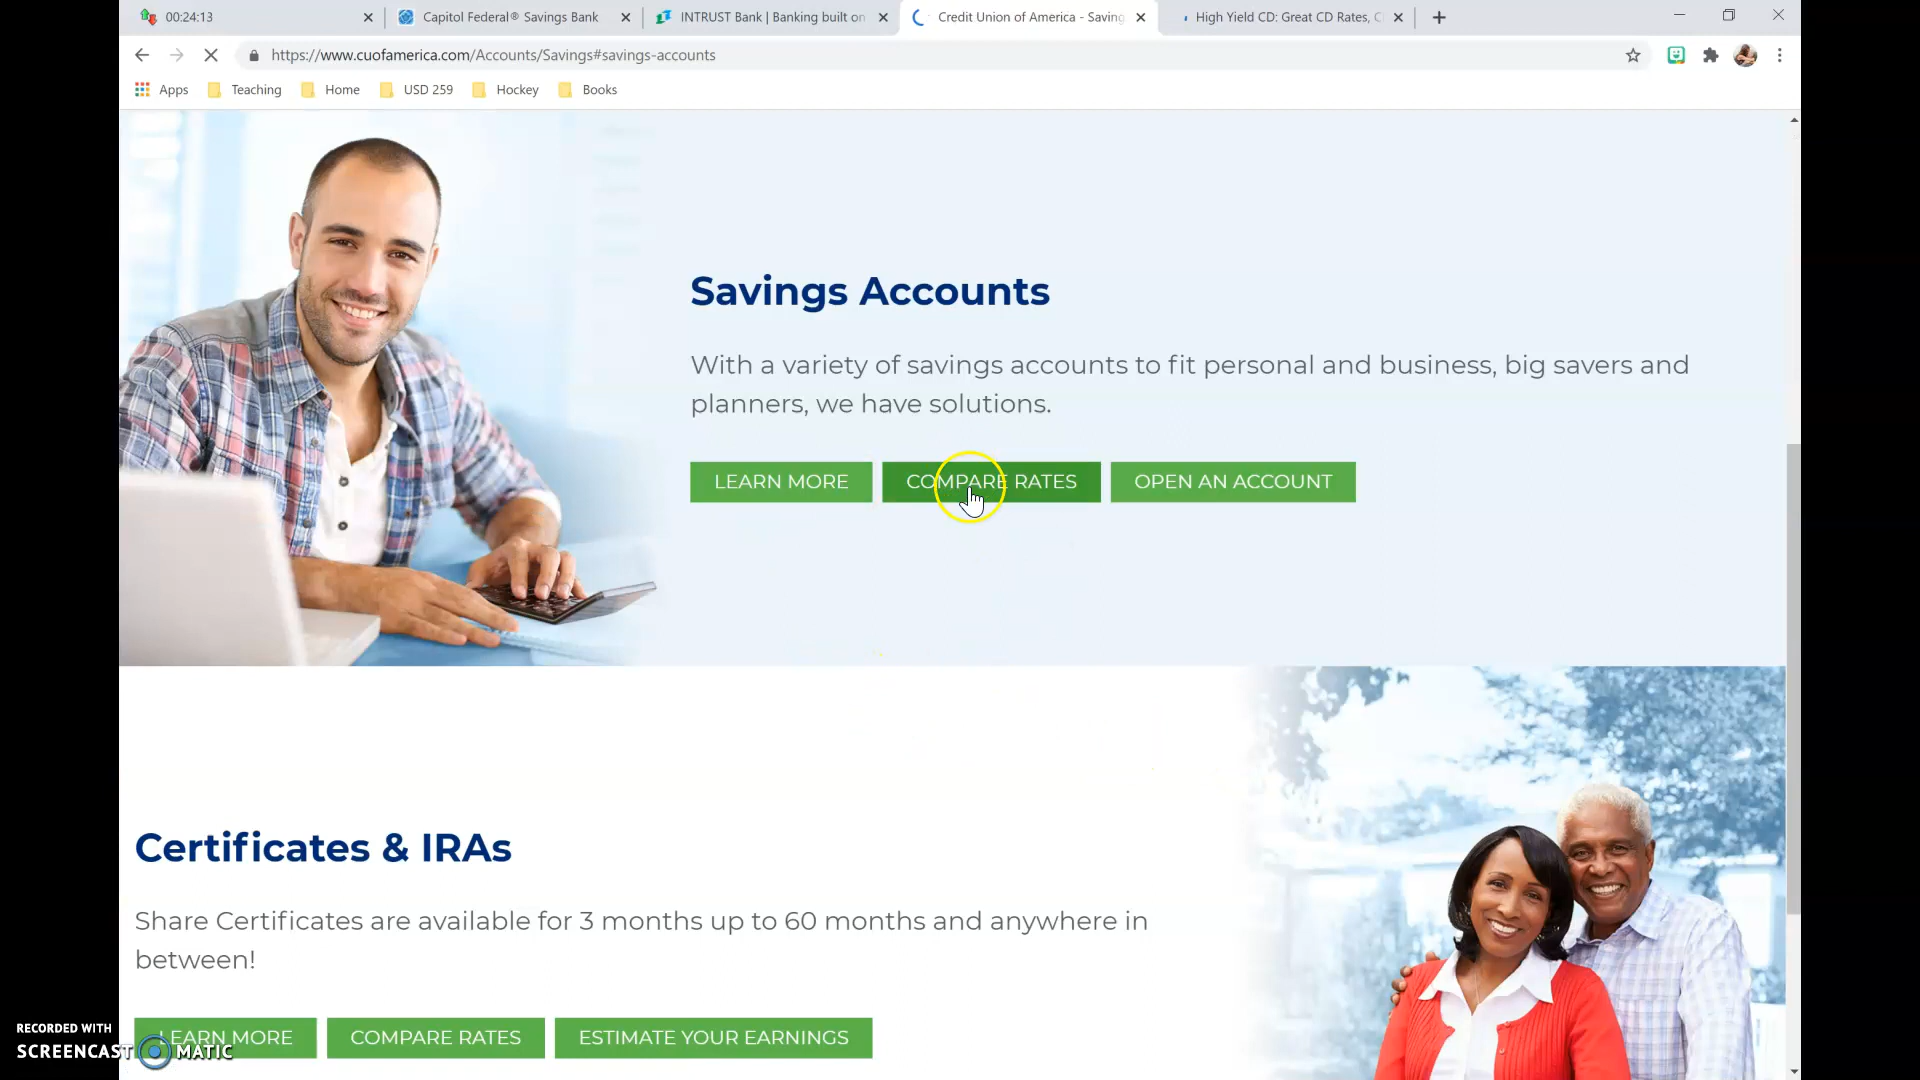 00:24:13
Capitol Federal® Savings Bank
INTRUST Bank | Banking built on
Credit Union of America - Saving
High Yield CD: Great CD Rates, C
https://www.cuofamerica.com/Accounts/Savings#savings-accounts
Apps
Teaching
Home
USD 259
Hockey
Books
Savings Accounts
With a variety of savings accounts to fit personal and business, big savers and
planners, we have solutions.
LEARN MORE
COMPARE RATES
OPEN AN ACCOUNT
Certificates & IRAs
Share Certificates are available for 3 months up to 60 months and anywhere in
between!
LEARN MORE
COMPARE RATES
ESTIMATE YOUR EARNINGS
RECORDED WITH
SCREENCAST MATIC